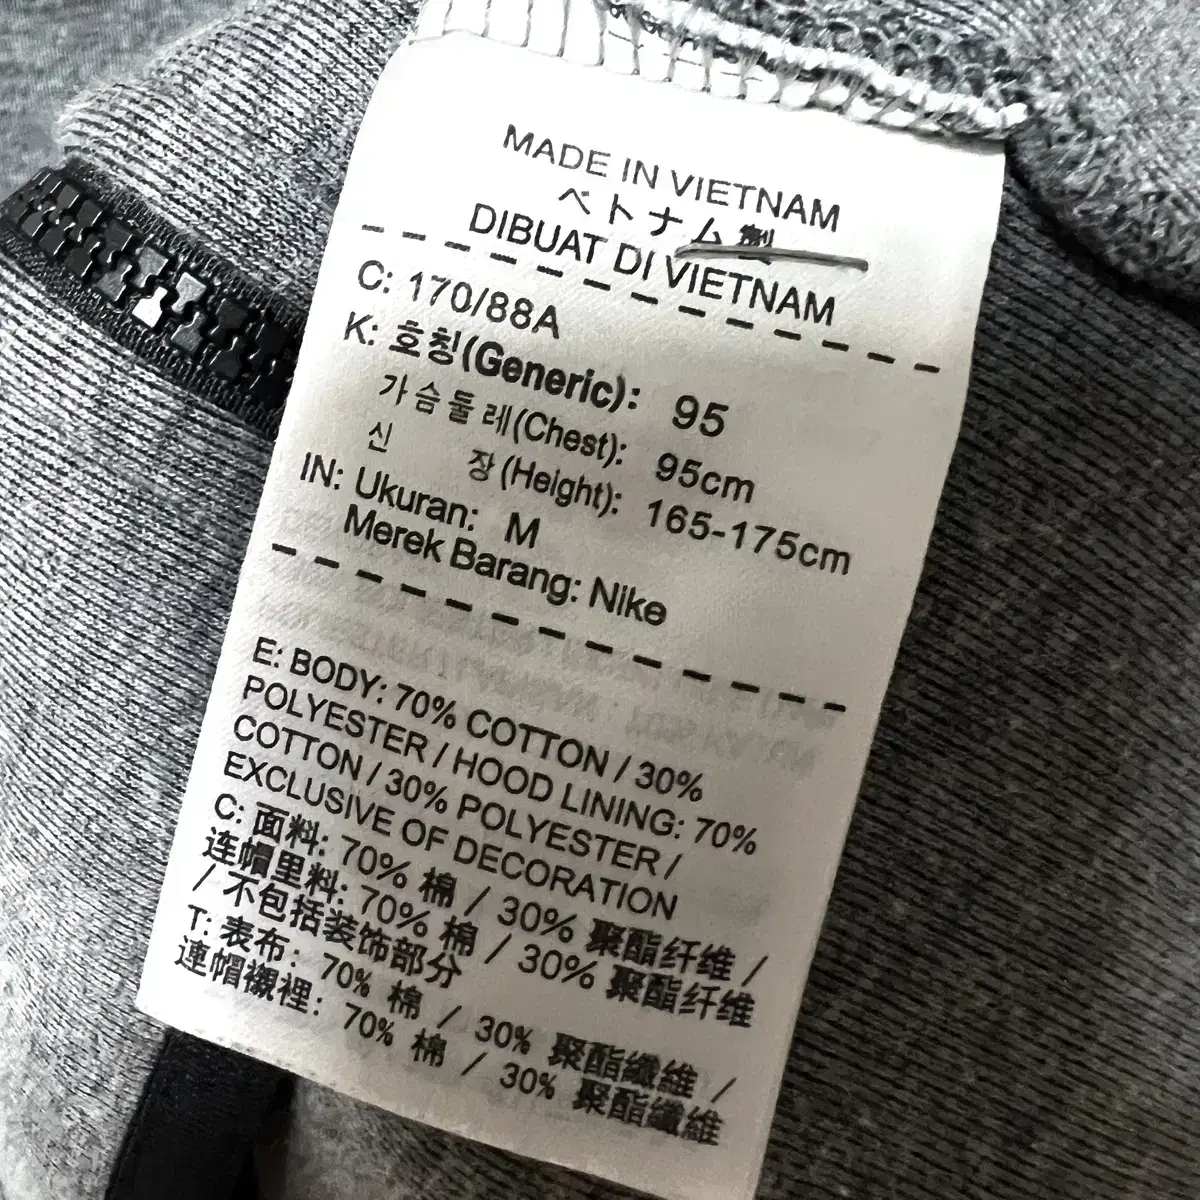 MADE IN VIETNAM
ベトナム製
DIBUAT DI VIETNAM
C: 170/88A
K: 호칭(Generic): 95
가슴둘레(Chest): 95cm
신 장(Height): 165-175cm
IN: Ukuran: M
Merek Barang: Nike
E: BODY: 70% COTTON / 30%
POLYESTER / HOOD LINING: 70%
COTTON / 30% POLYESTER /
EXCLUSIVE OF DECORATION
C: 面料: 70% 棉 / 30% 聚酯纤维 /
连帽里料: 70% 棉 / 30% 聚酯纤维
/ 不包括装饰部分
T: 表布: 70% 棉 / 30% 聚酯纖維 /
連帽襯裡: 70% 棉 / 30% 聚酯纖維